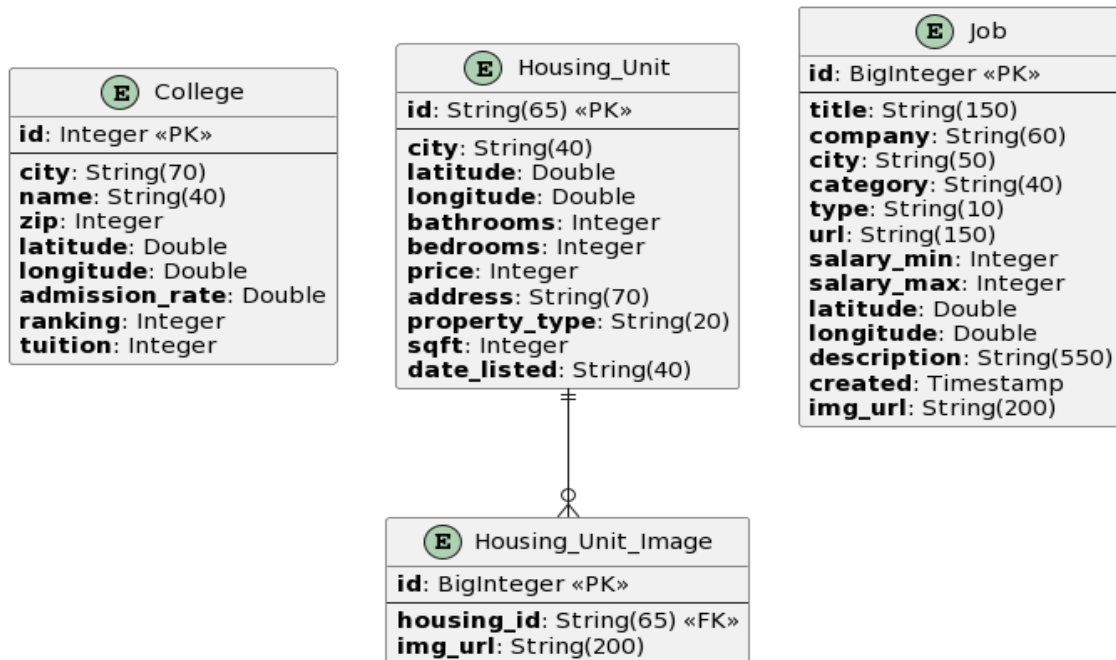 E College
id: Integer «PK»
city: String(70)
name: String(40)
zip: Integer
latitude: Double
longitude: Double
admission_rate: Double
ranking: Integer
tuition: Integer
E Housing_Unit
id: String(65) «PK»
city: String(40)
latitude: Double
longitude: Double
bathrooms: Integer
bedrooms: Integer
price: Integer
address: String(70)
property_type: String(20)
sqft: Integer
date_listed: String(40)
E Job
id: BigInteger «PK»
title: String(150)
company: String(60)
city: String(50)
category: String(40)
type: String(10)
url: String(150)
salary_min: Integer
salary_max: Integer
latitude: Double
longitude: Double
description: String(550)
created: Timestamp
img_url: String(200)
E Housing_Unit_Image
id: BigInteger «PK»
housing_id: String(65) «FK»
img_url: String(200)